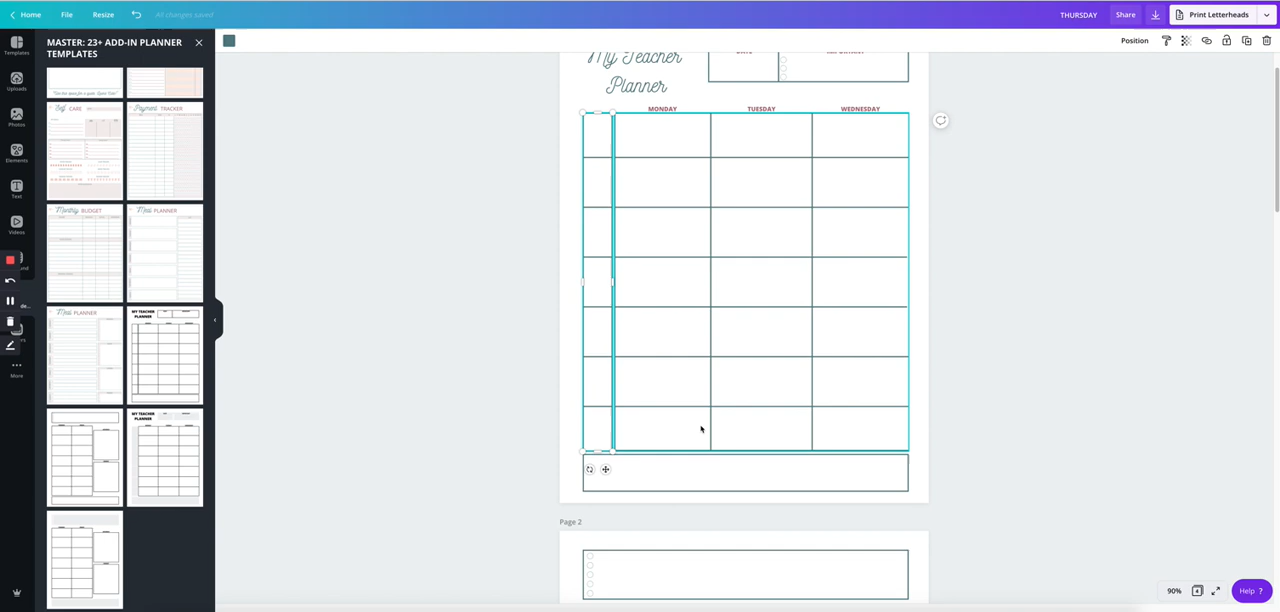 Home File Resize All changes saved THURSDAY Share Print Letterheads
MASTER: 23+ ADD-IN PLANNER
TEMPLATES
Position
Templates
Uploads
Photos
Elements
Text
Videos
More
Self CARE
Payment TRACKER
Monthly BUDGET
Meal PLANNER
Meal PLANNER
MY TEACHER
PLANNER
MY TEACHER
PLANNER
My Teacher
Planner
MONDAY TUESDAY WEDNESDAY
Page 2
90%
4
Help ?